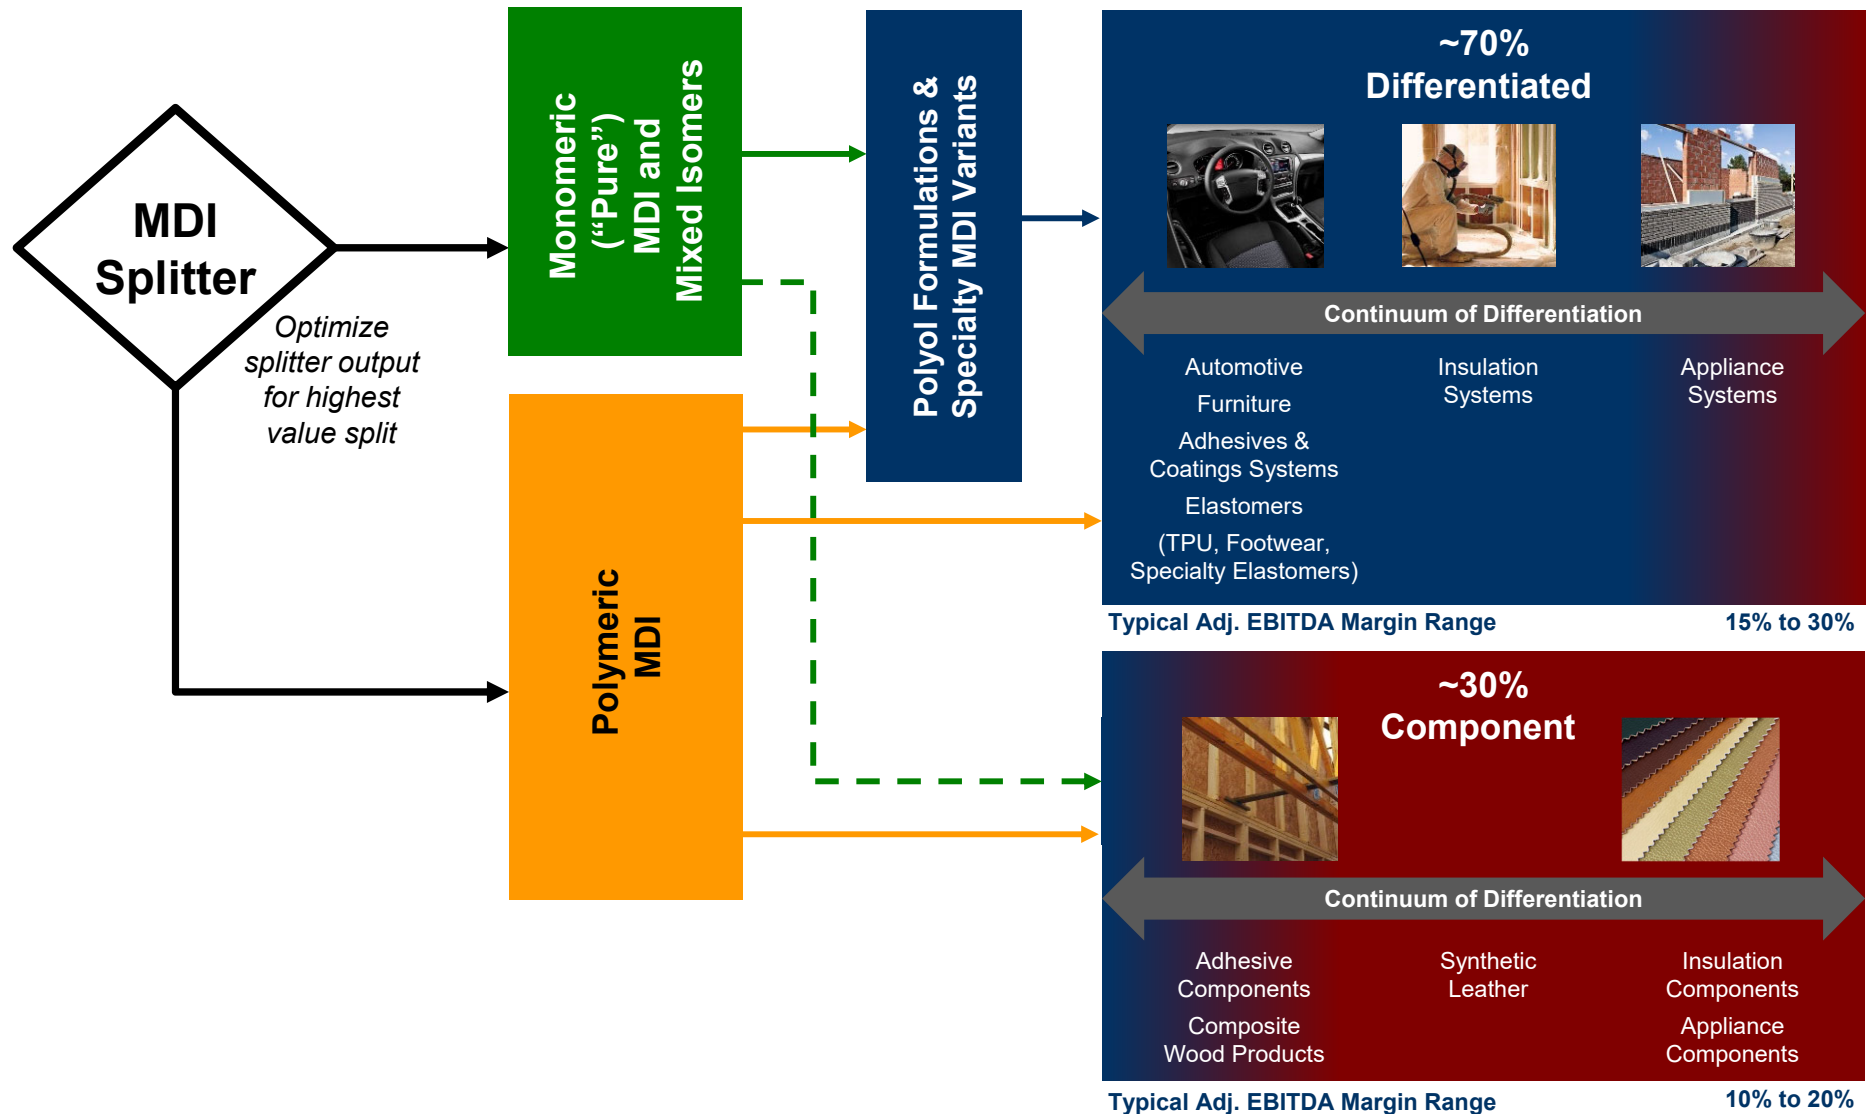 MDI
Splitter
Optimize
splitter output
for highest
value split
Monomeric
(“Pure”)
MDI and
Mixed Isomers
Polymeric
MDI
Polyol Formulations &
Specialty MDI Variants
~70%
Differentiated
Continuum of Differentiation
Automotive
Furniture
Adhesives &
Coatings Systems
Elastomers
(TPU, Footwear,
Specialty Elastomers)
Insulation
Systems
Appliance
Systems
Typical Adj. EBITDA Margin Range
15% to 30%
~30%
Component
Continuum of Differentiation
Adhesive
Components
Composite
Wood Products
Synthetic
Leather
Insulation
Components
Appliance
Components
Typical Adj. EBITDA Margin Range
10% to 20%